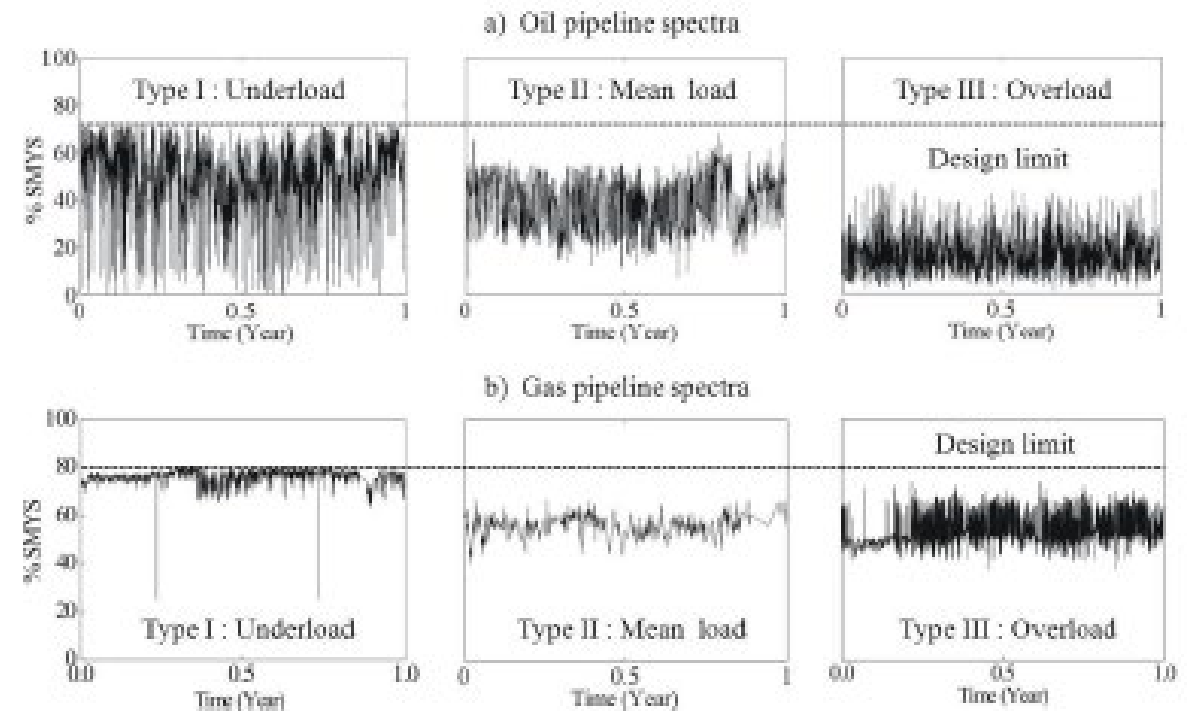 a) Oil pipeline spectra
100
80
60
40
20
0
% SMYS
Type I : Underload
0
0.5
1
Time (Year)
Type II : Mean load
0
0.5
1
Time (Year)
Type III : Overload
Design limit
0
0.5
1
Time (Year)
b) Gas pipeline spectra
100
80
60
40
20
0
%SMYS
Type I : Underload
0.0
0.5
1.0
Time (Year)
Type II : Mean load
0
0.5
1
Time (Year)
Design limit
Type III : Overload
0.0
0.5
1.0
Time (Year)